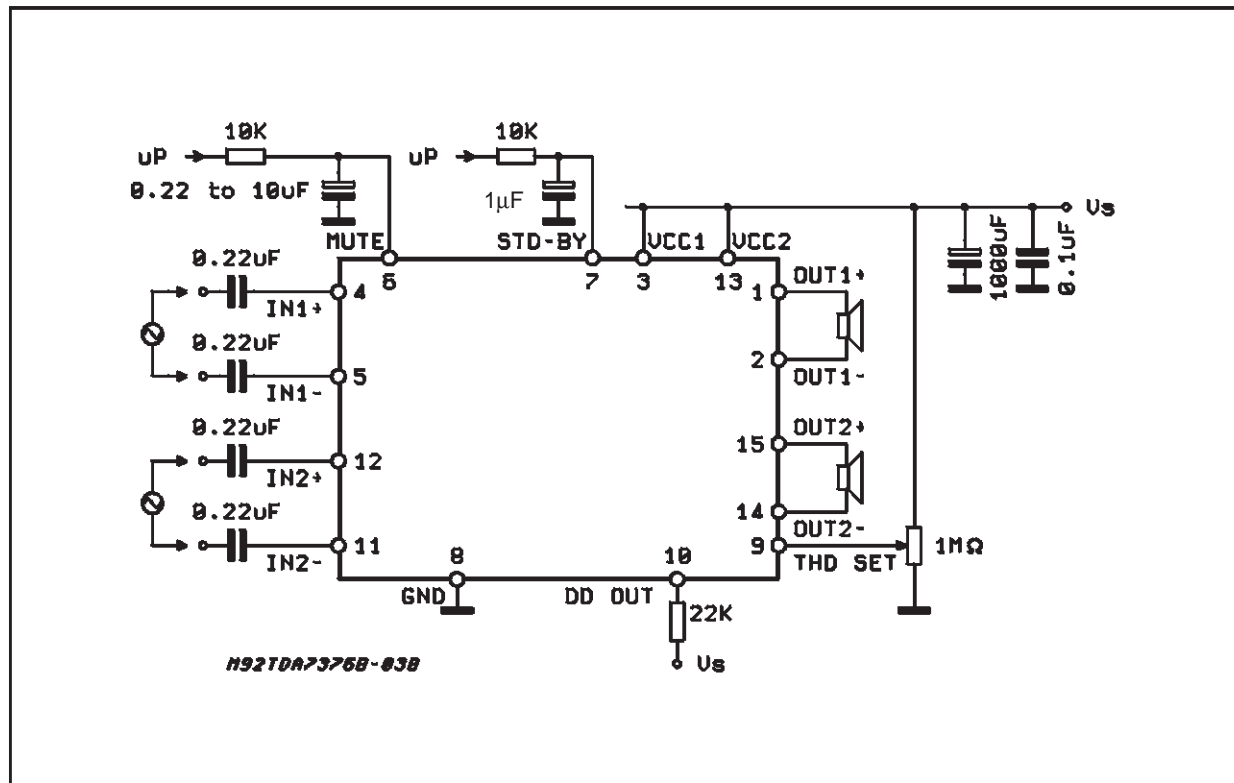 10K
10K
uP
uP
0.22 to 10uF
1µF
Vs
MUTE
STD-BY
VCC1
VCC2
1000uF
0.1uF
6
7
3
13
0.22uF
4
IN1+
1
OUT1+
0.22uF
5
IN1-
2
OUT1-
0.22uF
12
IN2+
15
OUT2+
0.22uF
11
IN2-
14
OUT2-
9
THD SET
1MΩ
8
10
GND
DD OUT
22K
Vs
M92TDA7376B-03B